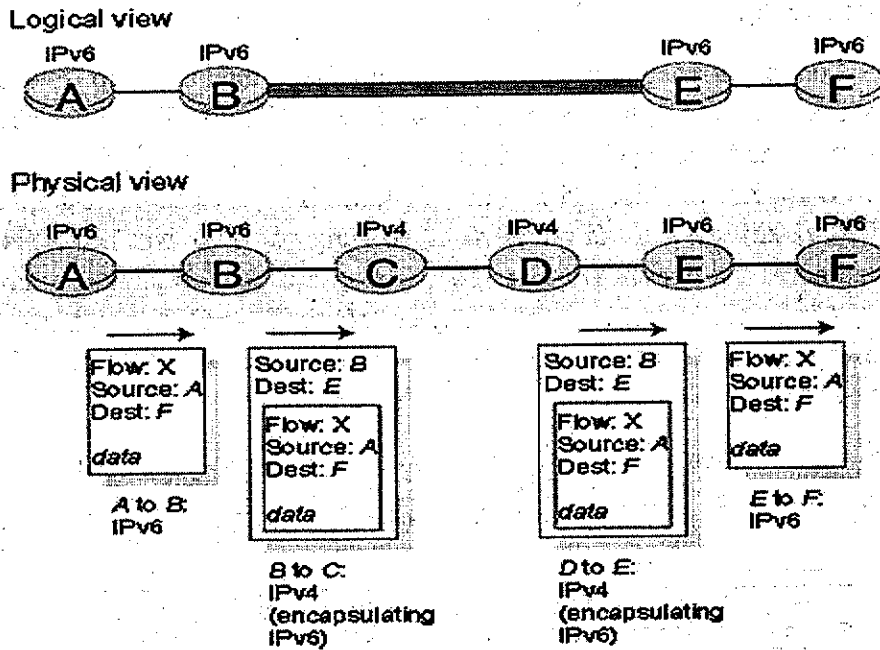 Logical view
IPv6 IPv6 IPv6 IPv6
A B E F
Physical view
IPv6 IPv6 IPv4 IPv4 IPv6 IPv6
A B C D E F
Flow: X
Source: A
Dest: F
data
A to B:
IPv6
Source: B
Dest: E
Flow: X
Source: A
Dest: F
data
B to C:
IPv4
(encapsulating
IPv6)
Source: B
Dest: E
Flow: X
Source: A
Dest: F
data
D to E:
IPv4
(encapsulating
IPv6)
Flow: X
Source: A
Dest: F
data
E to F:
IPv6